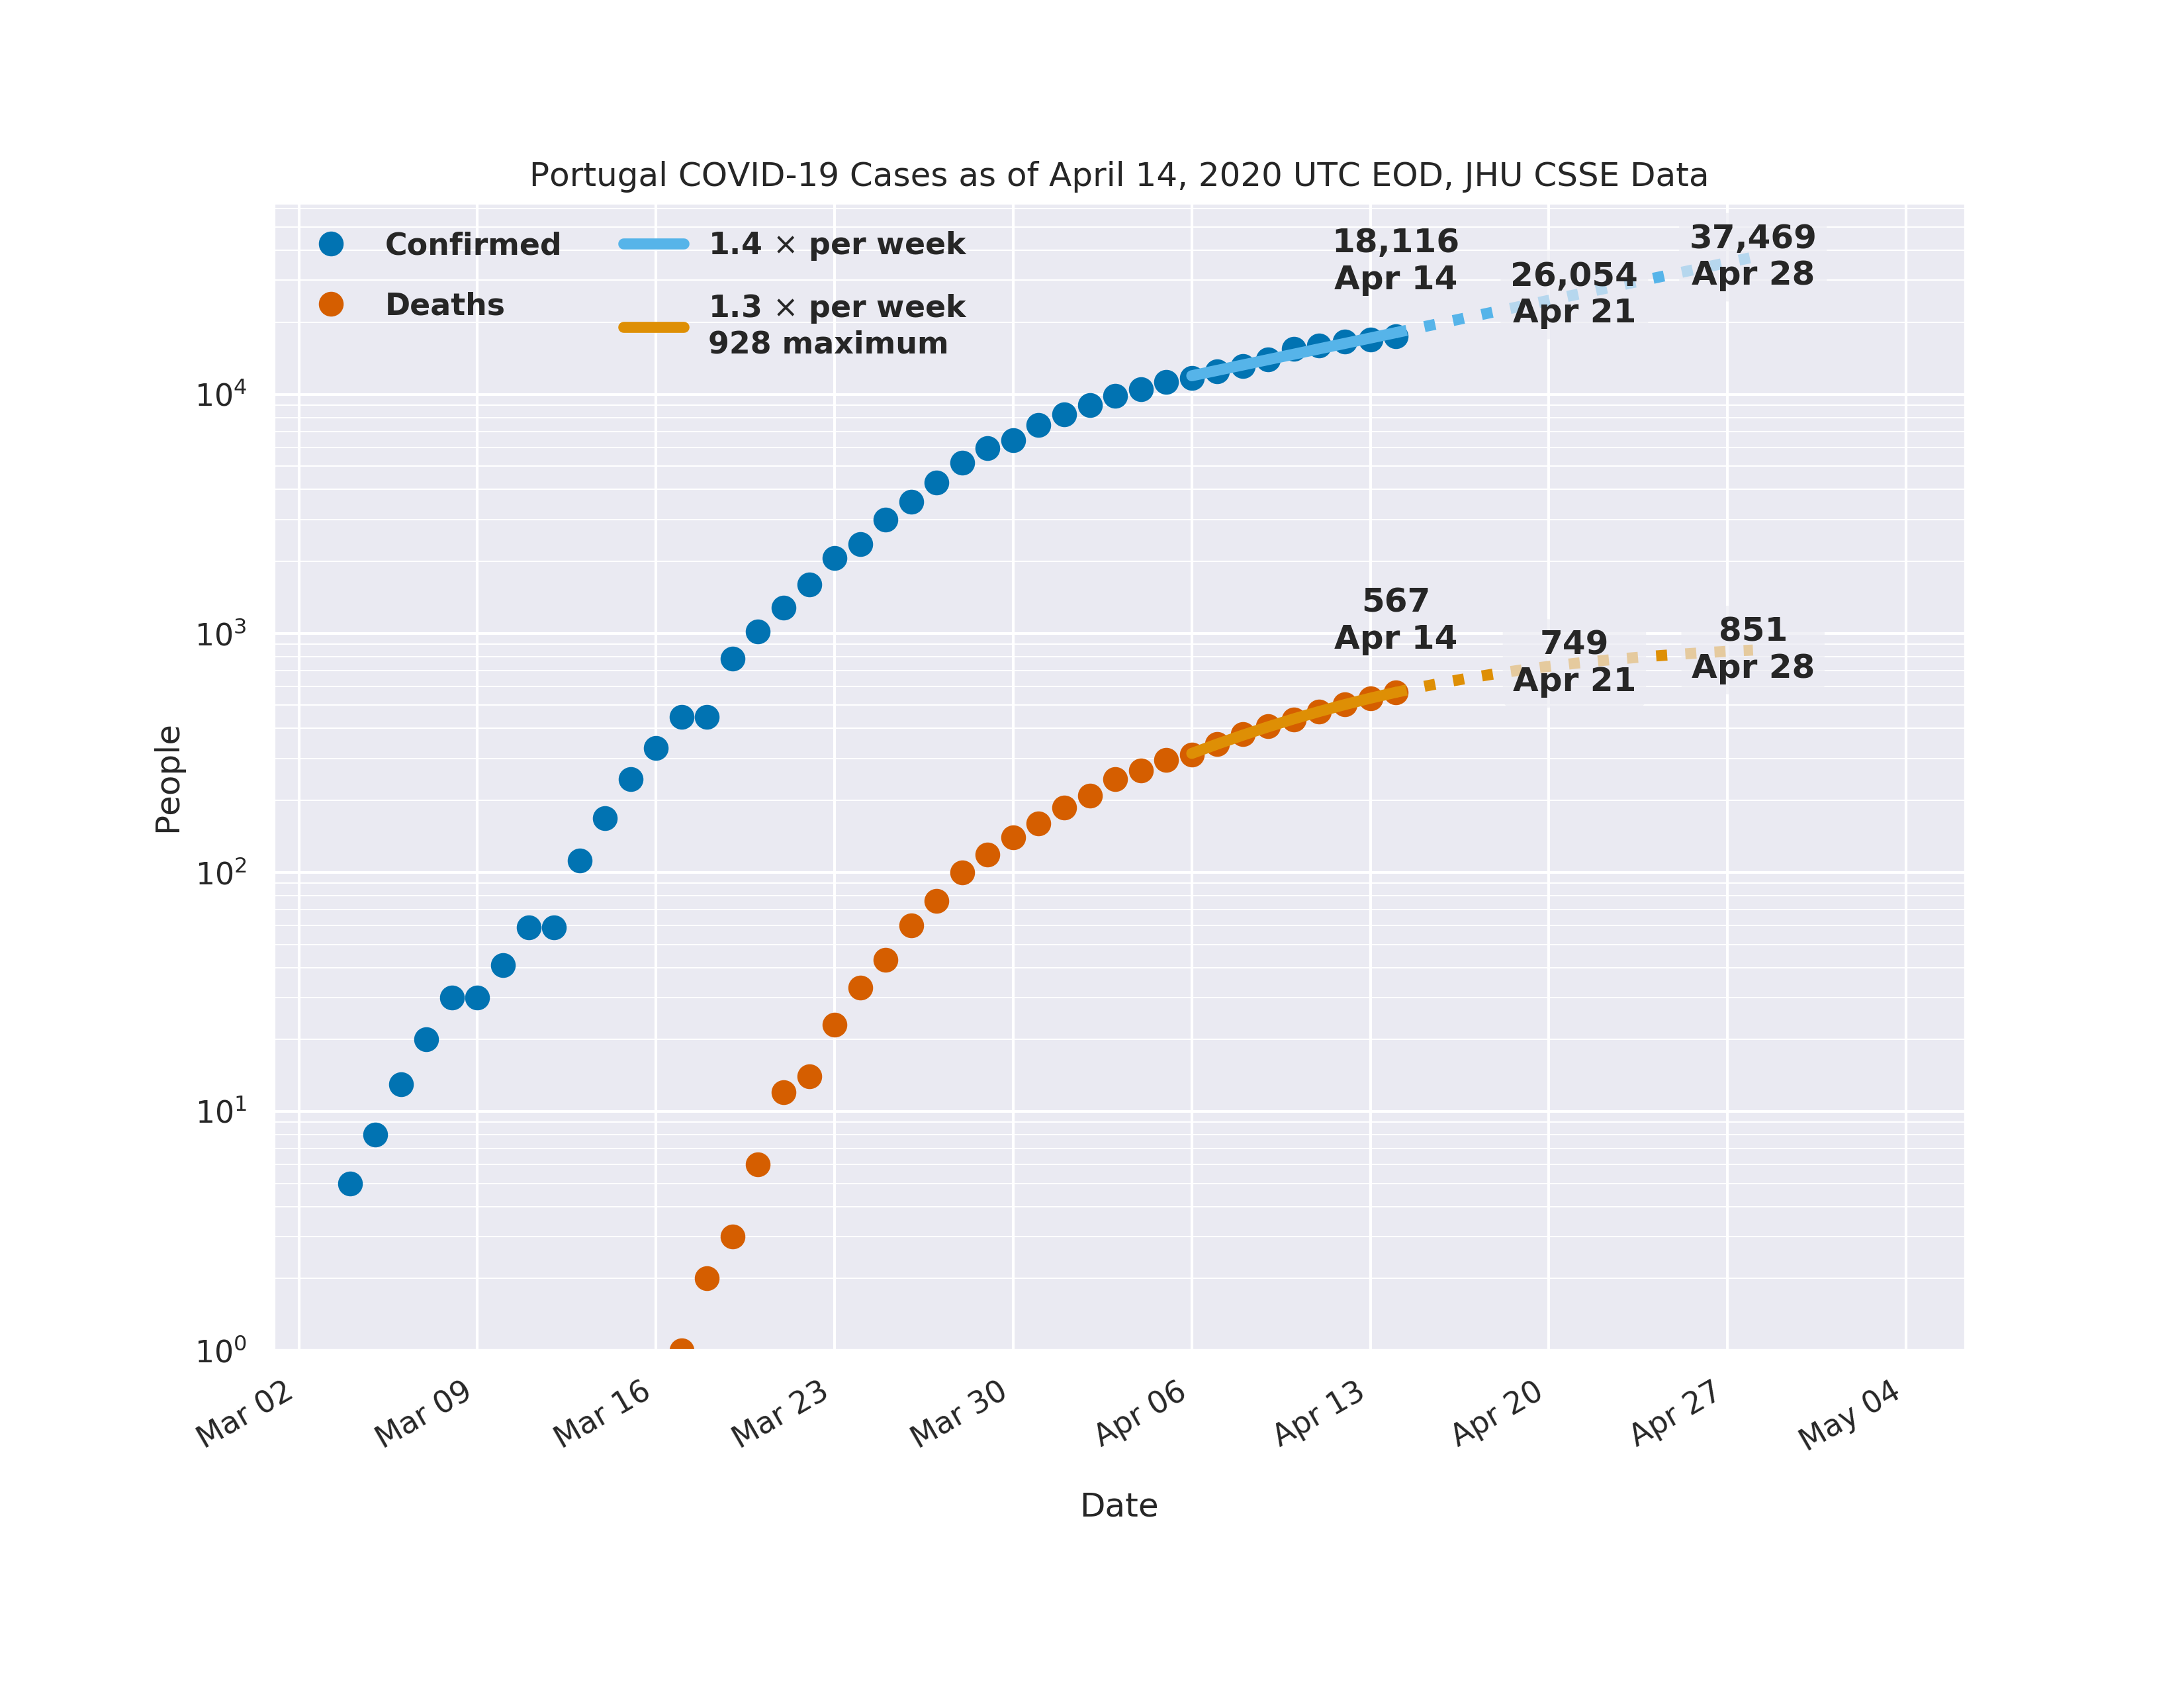 Portugal COVID-19 Cases as of April 14, 2020 UTC EOD, JHU CSSE Data
Confirmed
Deaths
1.4 × per week
1.3 × per week
928 maximum
18,116
Apr 14
26,054
Apr 21
37,469
Apr 28
567
Apr 14
749
Apr 21
851
Apr 28
People
10⁴
10³
10²
10¹
10⁰
Mar 02
Mar 09
Mar 16
Mar 23
Mar 30
Apr 06
Apr 13
Apr 20
Apr 27
May 04
Date